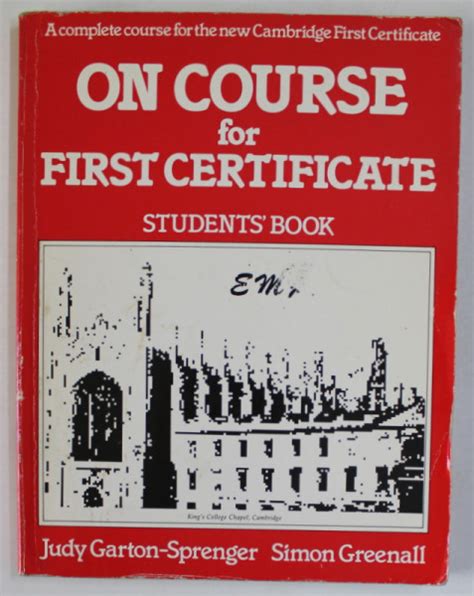 A complete course for the new Cambridge First Certificate
ON COURSE
for
FIRST CERTIFICATE
STUDENTS' BOOK
King's College Chapel, Cambridge
Judy Garton-Sprenger Simon Greenall